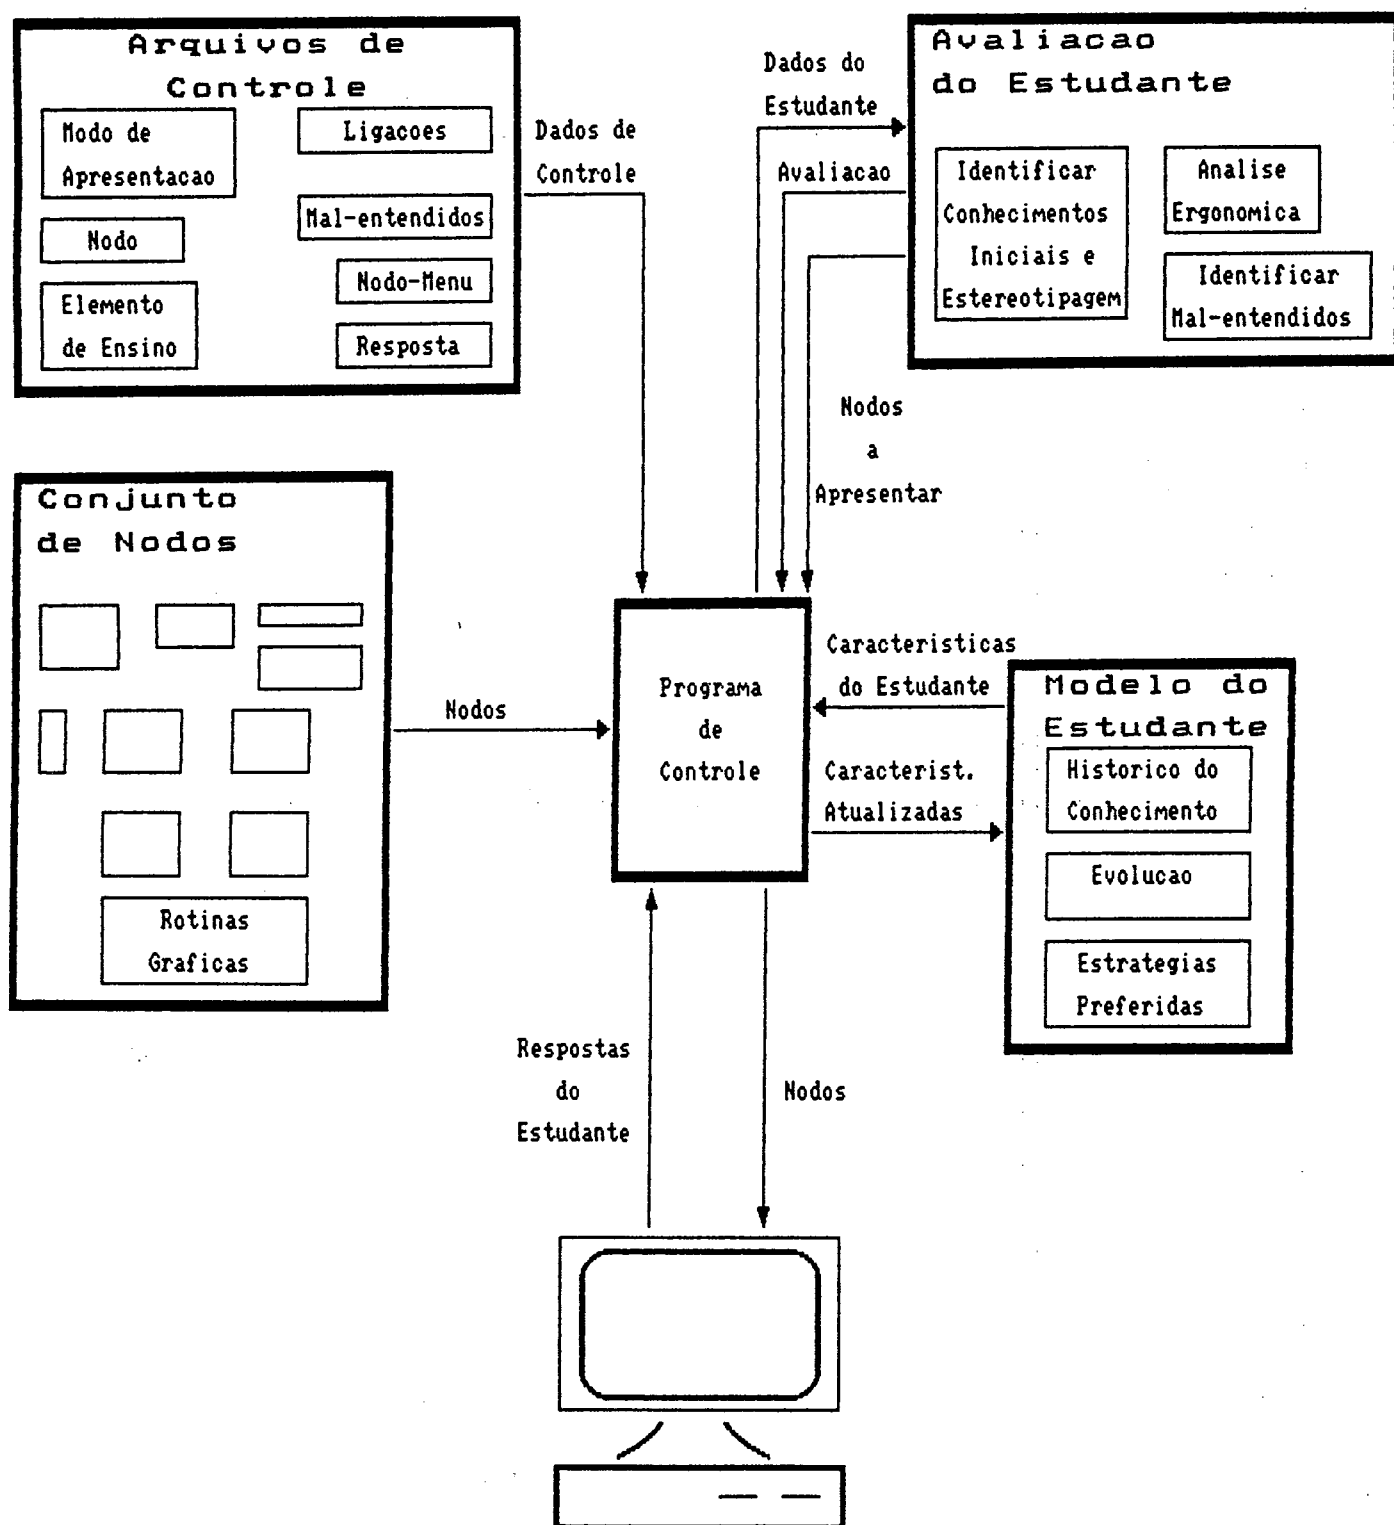 Arquivos de
Controle
Modo de
Apresentacao
Nodo
Elemento
de Ensino
Ligacoes
Mal-entendidos
Nodo-Menu
Resposta
Dados de
Controle
Dados do
Estudante
Avaliacao
Nodos
a
Apresentar
Avaliacao
do Estudante
Identificar
Conhecimentos
Iniciais e
Estereotipagem
Analise
Ergonomica
Identificar
Mal-entendidos
Conjunto
de Nodos
Rotinas
Graficas
Nodos
Programa
de
Controle
Caracteristicas
do Estudante
Caracterist.
Atualizadas
Modelo do
Estudante
Historico do
Conhecimento
Evolucao
Estrategias
Preferidas
Respostas
do
Estudante
Nodos